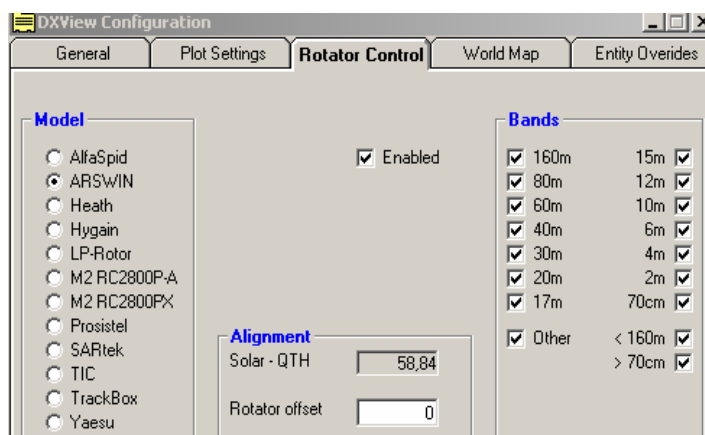 DXView Configuration
General Plot Settings Rotator Control World Map Entity Overides
Model
AlfaSpid
ARSWIN
Heath
Hygain
LP-Rotor
M2 RC2800P-A
M2 RC2800PX
Prosistel
SARtek
TIC
TrackBox
Yaesu
Enabled
Alignment
Solar - QTH 58,84
Rotator offset 0
Bands
160m 15m
80m 12m
60m 10m
40m 6m
30m 4m
20m 2m
17m 70cm
Other < 160m
> 70cm